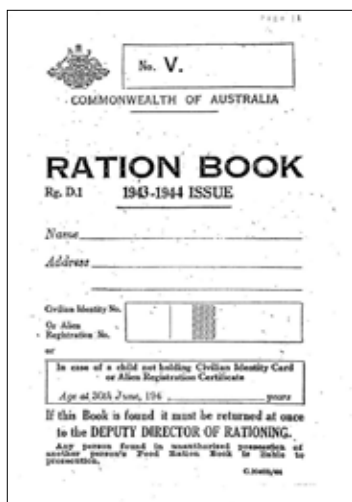 PAGE
No. V.
COMMONWEALTH OF AUSTRALIA
RATION BOOK
Rg. D.1 1943-1944 ISSUE
Name
Address
Civilian Identity No.
Or Alien
Registration No.
or
In case of a child not holding Civilian Identity Card
or Alien Registration Certificate
Age at 30th June, 194 years
If this Book is found it must be returned at once
to the DEPUTY DIRECTOR OF RATIONING.
Any person found in unauthorised possession of
another person's Food Ration Book is liable to
prosecution.